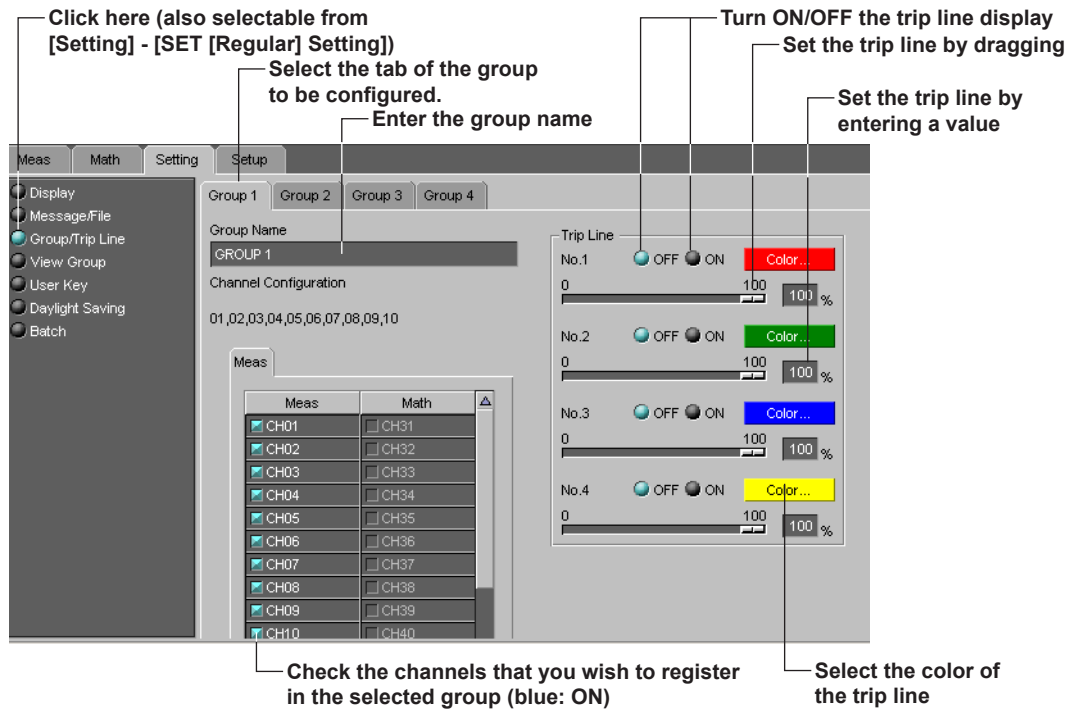 Click here (also selectable from
[Setting] - [SET [Regular] Setting])
Select the tab of the group
to be configured.
Enter the group name
Turn ON/OFF the trip line display
Set the trip line by dragging
Set the trip line by
entering a value
Meas Math Setting Setup
Display
Message/File
Group/Trip Line
View Group
User Key
Daylight Saving
Batch
Group 1 Group 2 Group 3 Group 4
Group Name
GROUP 1
Channel Configuration
01,02,03,04,05,06,07,08,09,10
Meas
Meas Math
CH01 CH31
CH02 CH32
CH03 CH33
CH04 CH34
CH05 CH35
CH06 CH36
CH07 CH37
CH08 CH38
CH09 CH39
CH10 CH40
Trip Line
No.1 OFF ON Color...
0 100 100 %
No.2 OFF ON Color...
0 100 100 %
No.3 OFF ON Color...
0 100 100 %
No.4 OFF ON Color...
0 100 100 %
Check the channels that you wish to register
in the selected group (blue: ON)
Select the color of
the trip line